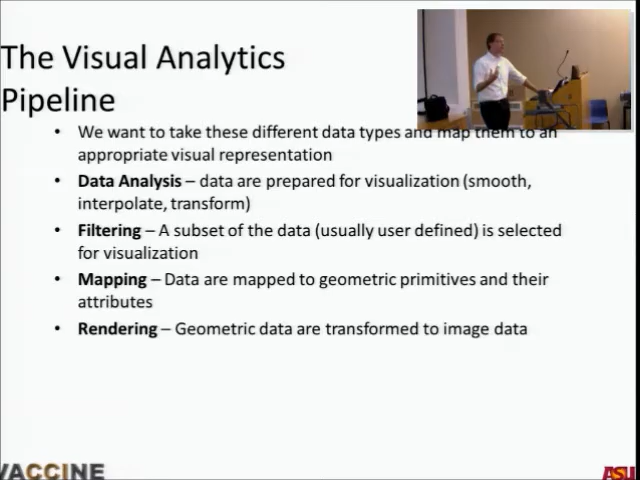 The Visual Analytics
Pipeline
• We want to take these different data types and map them to an
appropriate visual representation
• Data Analysis – data are prepared for visualization (smooth,
interpolate, transform)
• Filtering – A subset of the data (usually user defined) is selected
for visualization
• Mapping – Data are mapped to geometric primitives and their
attributes
• Rendering – Geometric data are transformed to image data
VACCINE
ASU